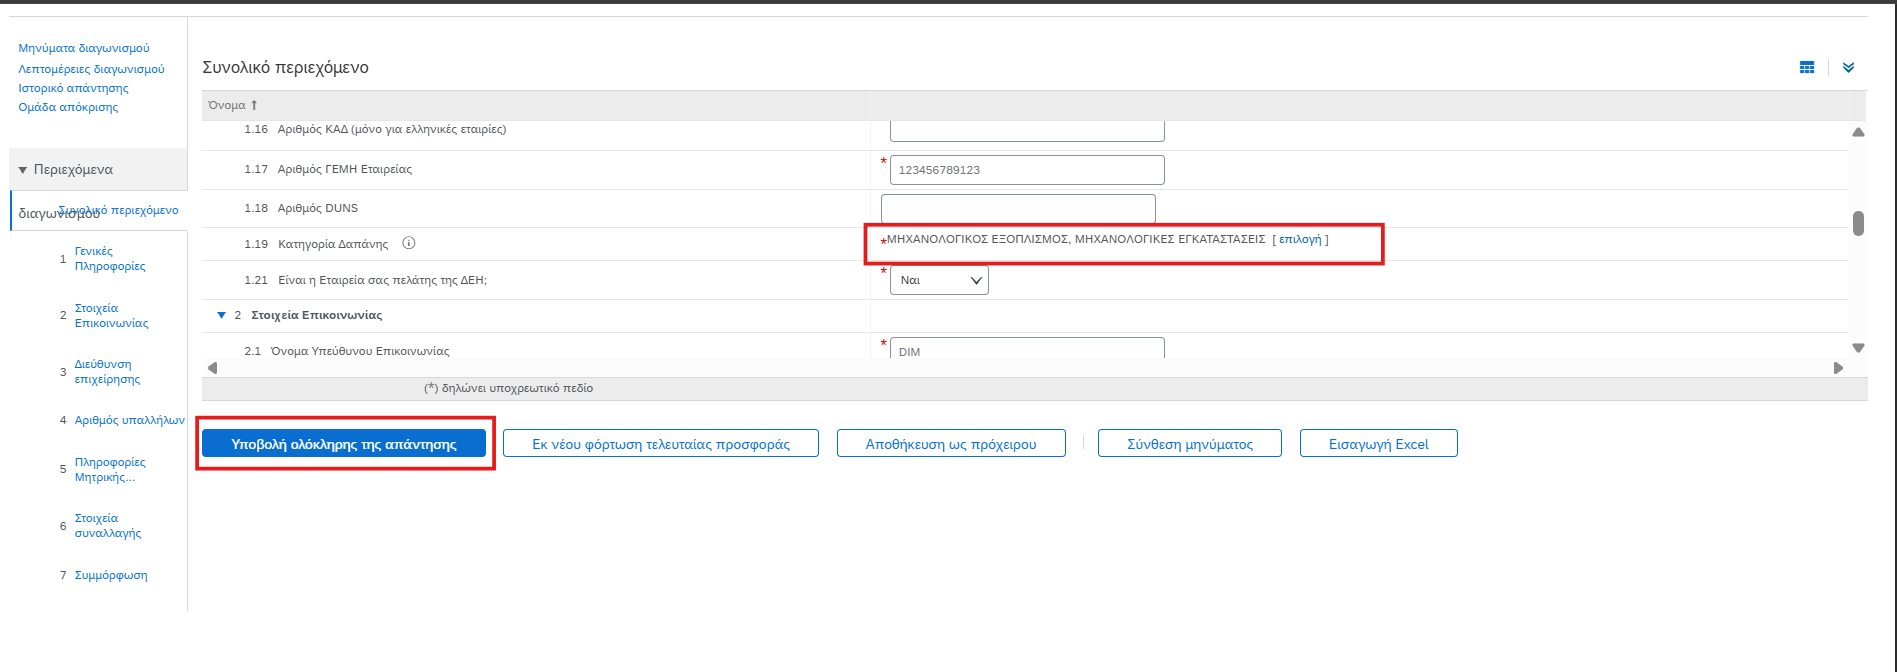 Μηνύματα διαγωνισμού
Λεπτομέρειες διαγωνισμού
Ιστορικό απάντησης
Ομάδα απόκρισης
Περιεχόμενα
διαγωνισμού
Συνολικό περιεχόμενο
1 Γενικές
Πληροφορίες
2 Στοιχεία
Επικοινωνίας
3 Διεύθυνση
επιχείρησης
4 Αριθμός υπαλλήλων
5 Πληροφορίες
Μητρικής...
6 Στοιχεία
συναλλαγής
7 Συμμόρφωση
Συνολικό περιεχόμενο
Όνομα ↑
1.16 Αριθμός ΚΑΔ (μόνο για ελληνικές εταιρίες)
1.17 Αριθμός ΓΕΜΗ Εταιρείας * 123456789123
1.18 Αριθμός DUNS
1.19 Κατηγορία Δαπάνης *ΜΗΧΑΝΟΛΟΓΙΚΟΣ ΕΞΟΠΛΙΣΜΟΣ, ΜΗΧΑΝΟΛΟΓΙΚΕΣ ΕΓΚΑΤΑΣΤΑΣΕΙΣ [ επιλογή ]
1.21 Είναι η Εταιρεία σας πελάτης της ΔΕΗ; * Ναι
2 Στοιχεία Επικοινωνίας
2.1 Όνομα Υπεύθυνου Επικοινωνίας * DIM
(*) δηλώνει υποχρεωτικό πεδίο
Υποβολή ολόκληρης της απάντησης Εκ νέου φόρτωση τελευταίας προσφοράς Αποθήκευση ως πρόχειρου Σύνθεση μηνύματος Εισαγωγή Excel